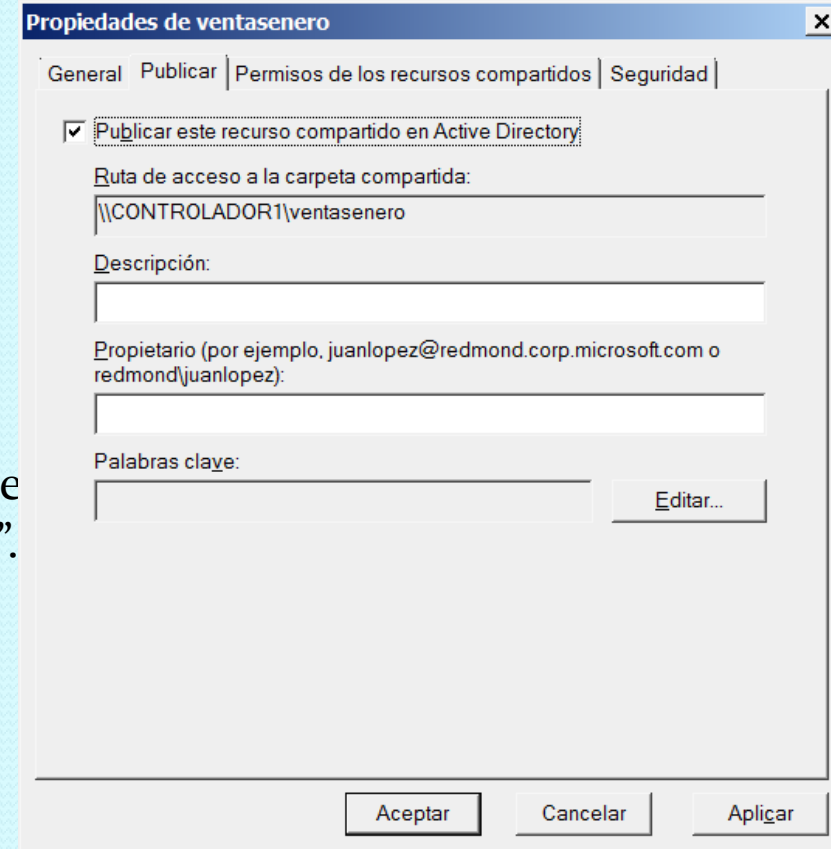 Propiedades de ventasenero
General Publicar Permisos de los recursos compartidos Seguridad
Publicar este recurso compartido en Active Directory
Ruta de acceso a la carpeta compartida:
\\CONTROLADOR1\ventasenero
Descripción:
Propietario (por ejemplo, juanlopez@redmond.corp.microsoft.com o
redmond\juanlopez):
Palabras clave:
e
Editar...
”.
Aceptar Cancelar Aplicar